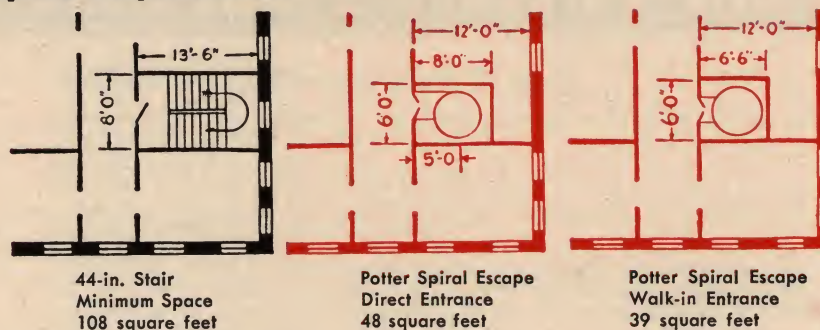 13'-6"
8'0"
44-in. Stair
Minimum Space
108 square feet
12'-0"
8'-0"
6'-0"
5'-0
Potter Spiral Escape
Direct Entrance
48 square feet
12'-0"
6'-6"
6'-0"
Potter Spiral Escape
Walk-in Entrance
39 square feet